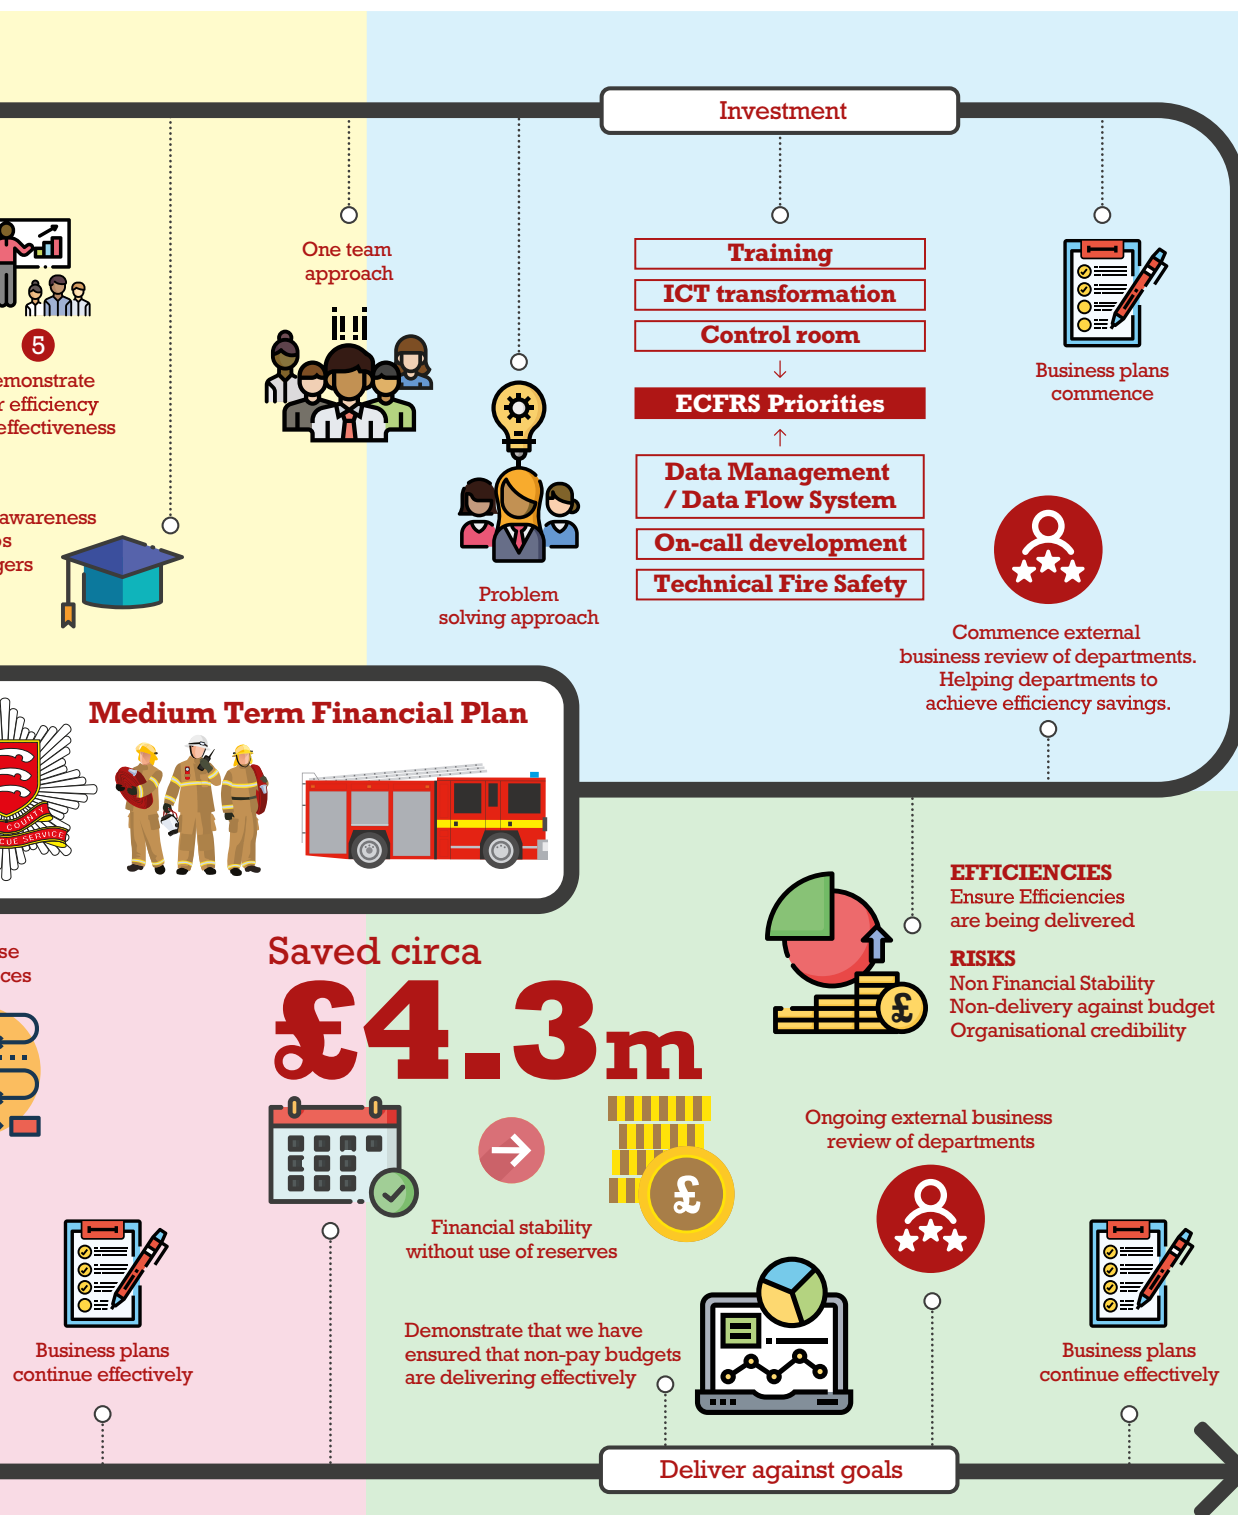 Investment
One team
approach
5
emonstrate
r efficiency
effectiveness
awareness
os
gers
Problem
solving approach
Training
ICT transformation
Control room
ECFRS Priorities
Data Management
/ Data Flow System
On-call development
Technical Fire Safety
Business plans
commence
Commence external
business review of departments.
Helping departments to
achieve efficiency savings.
Medium Term Financial Plan
COUNTY
CUE SERVICE
EFFICIENCIES
Ensure Efficiencies
are being delivered
RISKS
Non Financial Stability
Non-delivery against budget
Organisational credibility
se
ces
Saved circa
£4.3m
£
£
Financial stability
without use of reserves
Ongoing external business
review of departments
Business plans
continue effectively
Demonstrate that we have
ensured that non-pay budgets
are delivering effectively
Business plans
continue effectively
Deliver against goals